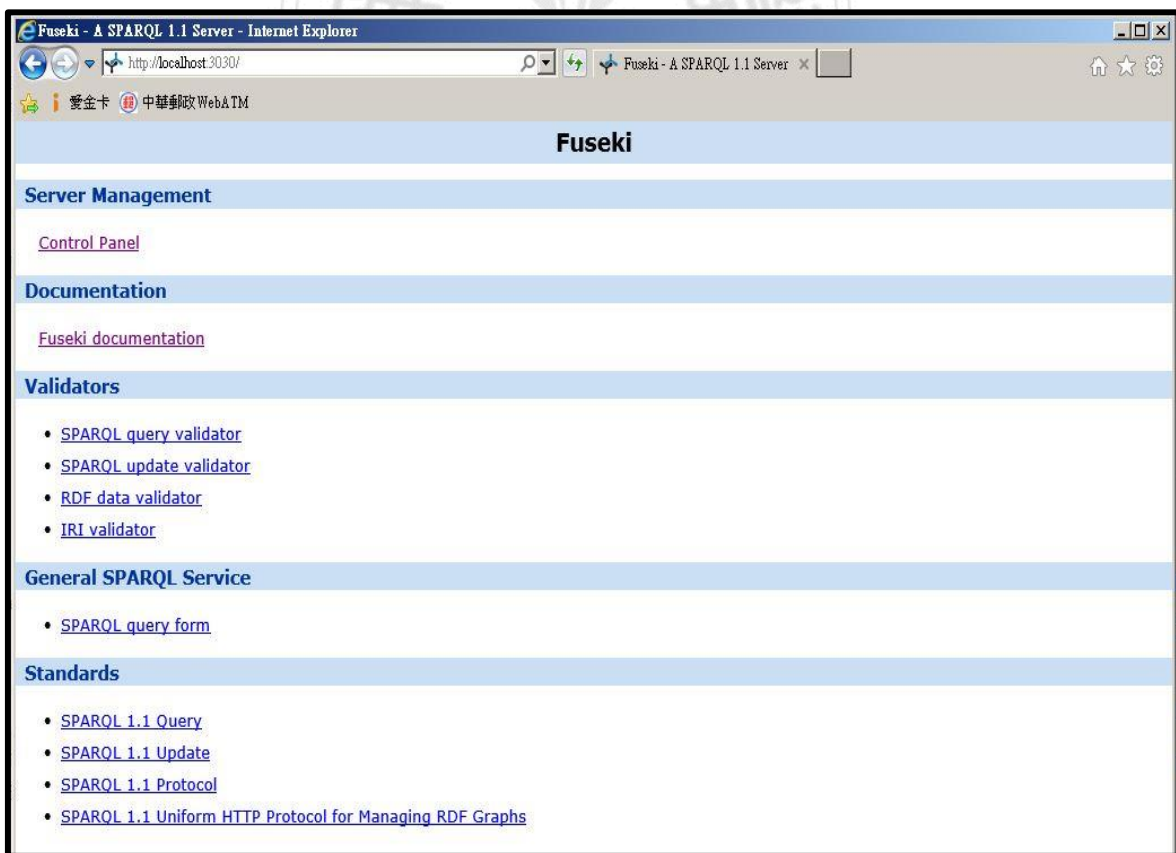 Fuseki - A SPARQL 1.1 Server - Internet Explorer
http://localhost:3030/
Fuseki - A SPARQL 1.1 Server
愛金卡 中華郵政WebATM
Fuseki
Server Management
Control Panel
Documentation
Fuseki documentation
Validators
• SPARQL query validator
• SPARQL update validator
• RDF data validator
• IRI validator
General SPARQL Service
• SPARQL query form
Standards
• SPARQL 1.1 Query
• SPARQL 1.1 Update
• SPARQL 1.1 Protocol
• SPARQL 1.1 Uniform HTTP Protocol for Managing RDF Graphs